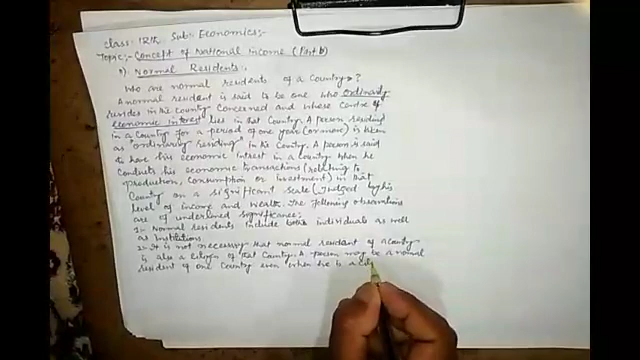 Class: 12th Sub:- Economics:-
Topic:- Concept of National Income (Part b)
Normal Residents.
Who are normal residents of a Country?
A normal resident is said to be one who ordinary
resides in the country concerned and whose centre of
economic interest lies in that Country. A person residing
in a Country for a period of one year (or more) is taken
as "ordinary residing" in the Country. A person is said
to have his economic interest in a country when he
conducts his economic transactions (relating to
production, Consumption or investment) in that
Country on a significant scale (Judged by his
level of income and wealth. The following observations
are of underlined significance:
1:- Normal residents include both individuals as well
as Institutions.
2:- It is not necessary that normal resident of a Country
is also a citizen of that Country. A person may be a normal
resident of one Country even when he is a cit